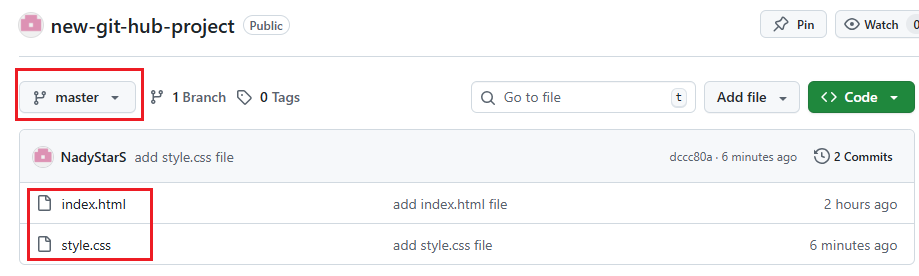 new-git-hub-project Public Pin Watch 0
master 1 Branch 0 Tags Go to file t Add file Code
NadyStarS add style.css file dccc80a · 6 minutes ago 2 Commits
index.html add index.html file 2 hours ago
style.css add style.css file 6 minutes ago